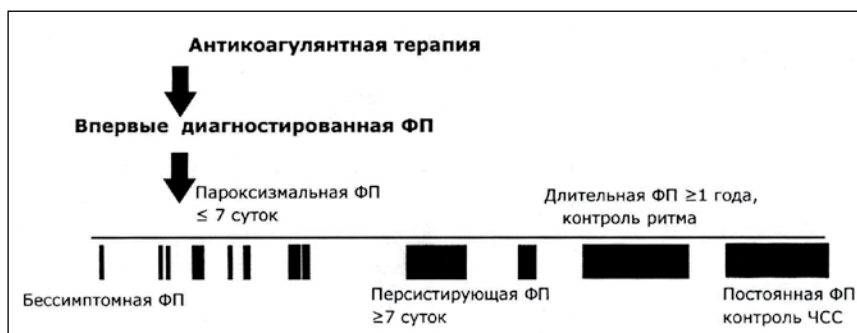 Антикоагулянтная терапия
Впервые диагностированная ФП
Пароксизмальная ФП
≤ 7 суток
Длительная ФП ≥1 года,
контроль ритма
Бессимптомная ФП
Персистирующая ФП
≥7 суток
Постоянная ФП
контроль ЧСС